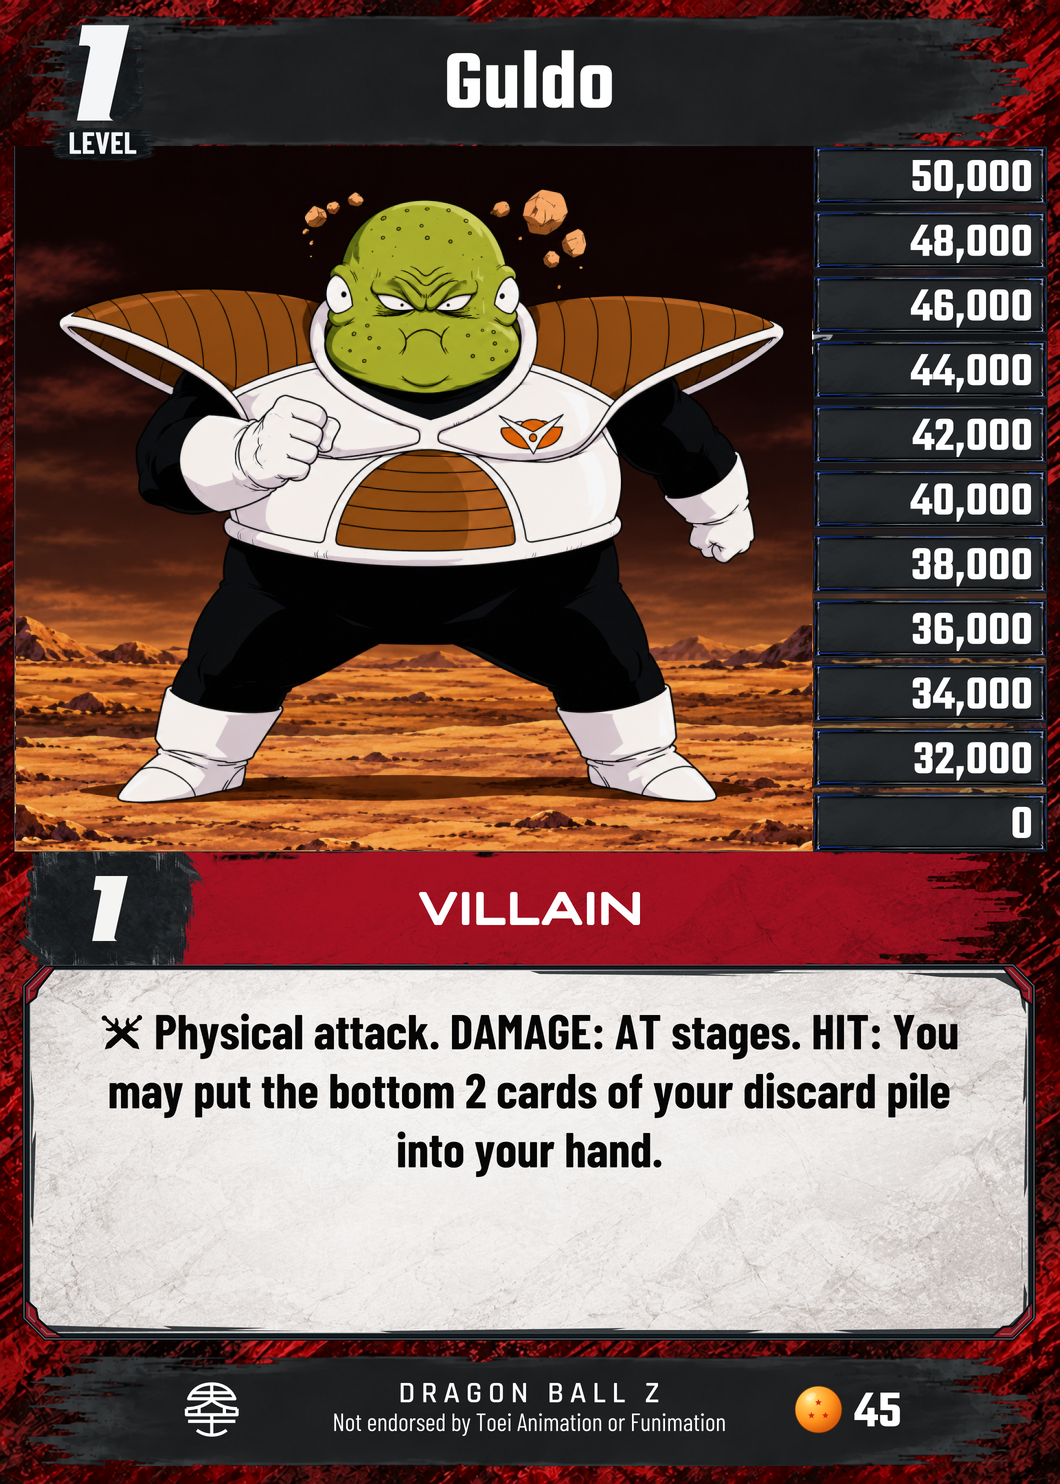 1
LEVEL
Guldo
50,000
48,000
46,000
44,000
42,000
40,000
38,000
36,000
34,000
32,000
0
1
VILLAIN
Physical attack. DAMAGE: AT stages. HIT: You
may put the bottom 2 cards of your discard pile
into your hand.
DRAGON BALL Z
Not endorsed by Toei Animation or Funimation
45